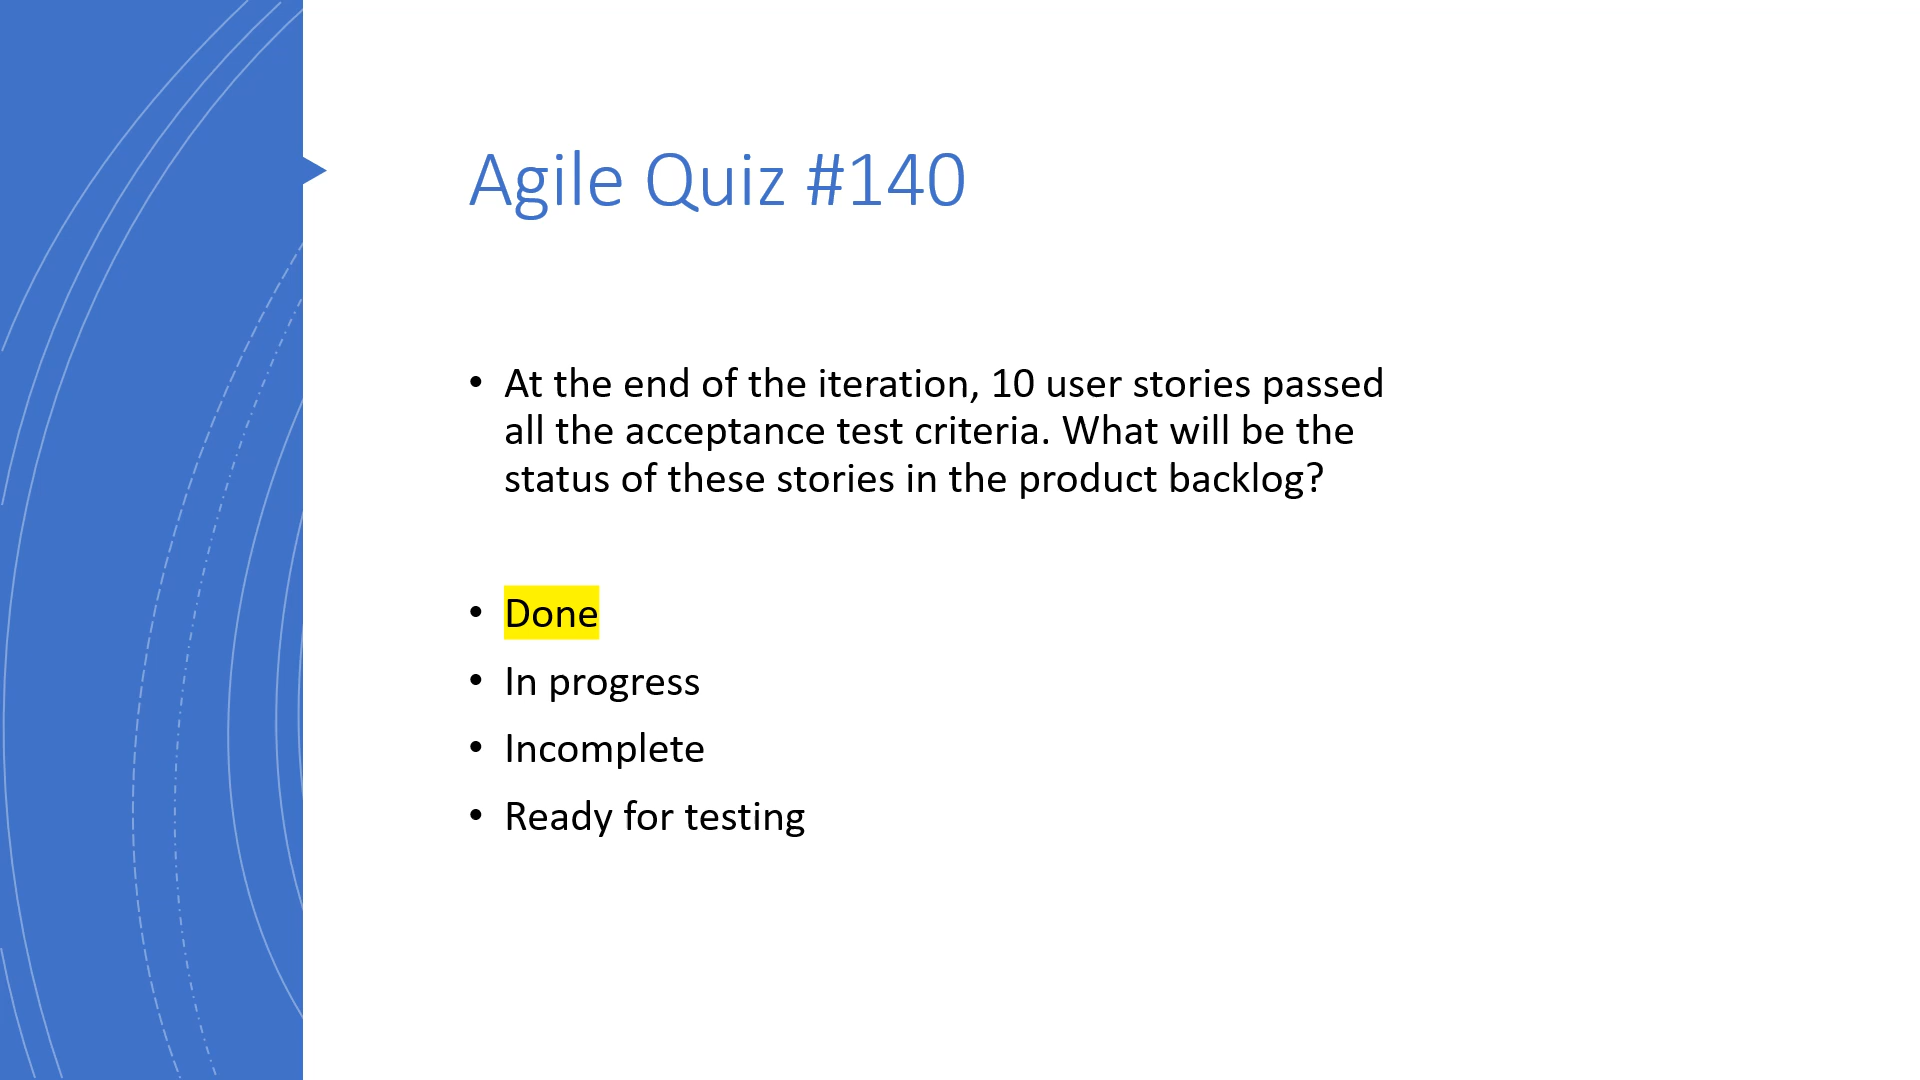 Agile Quiz #140
• At the end of the iteration, 10 user stories passed
all the acceptance test criteria. What will be the
status of these stories in the product backlog?
• Done
• In progress
• Incomplete
• Ready for testing